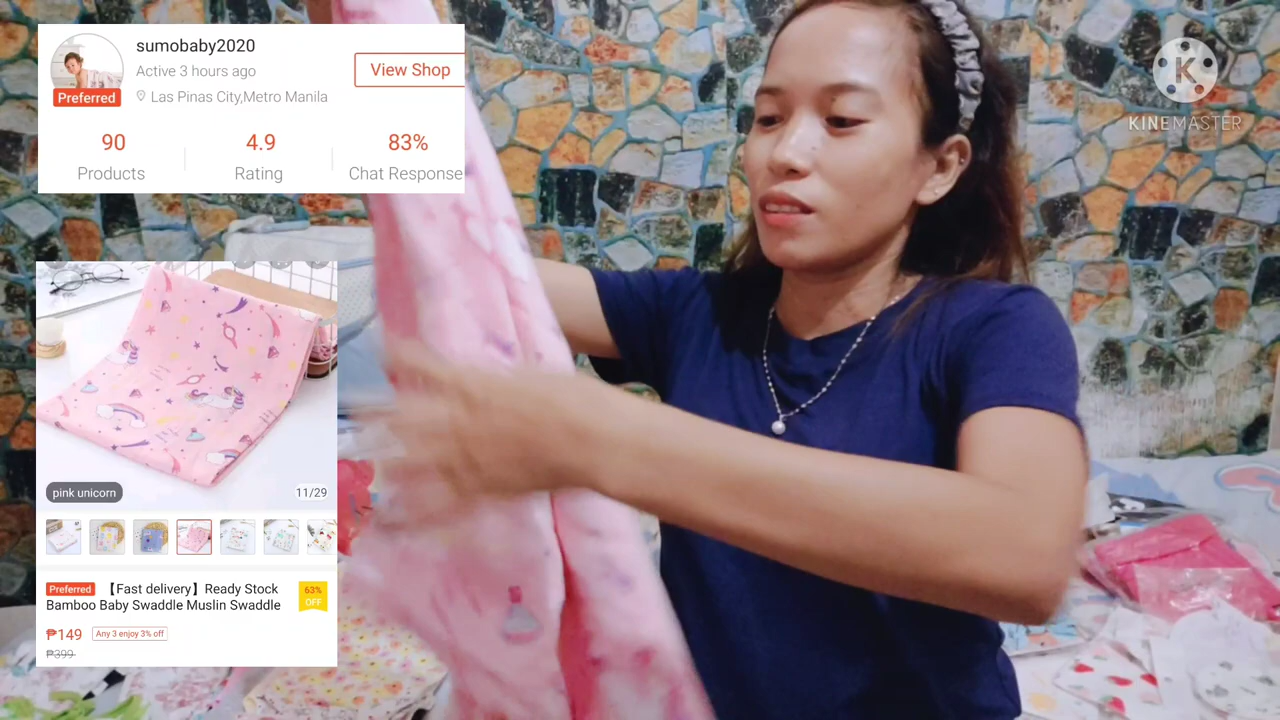 sumobaby2020
Active 3 hours ago
View Shop
Preferred
Las Pinas City,Metro Manila
90
4.9
83%
Products
Rating
Chat Response
K
KINEMASTER
pink unicorn
11/29
Preferred 【Fast delivery】Ready Stock
Bamboo Baby Swaddle Muslin Swaddle
63%
OFF
₱149
Any 3 enjoy 3% off
₱399